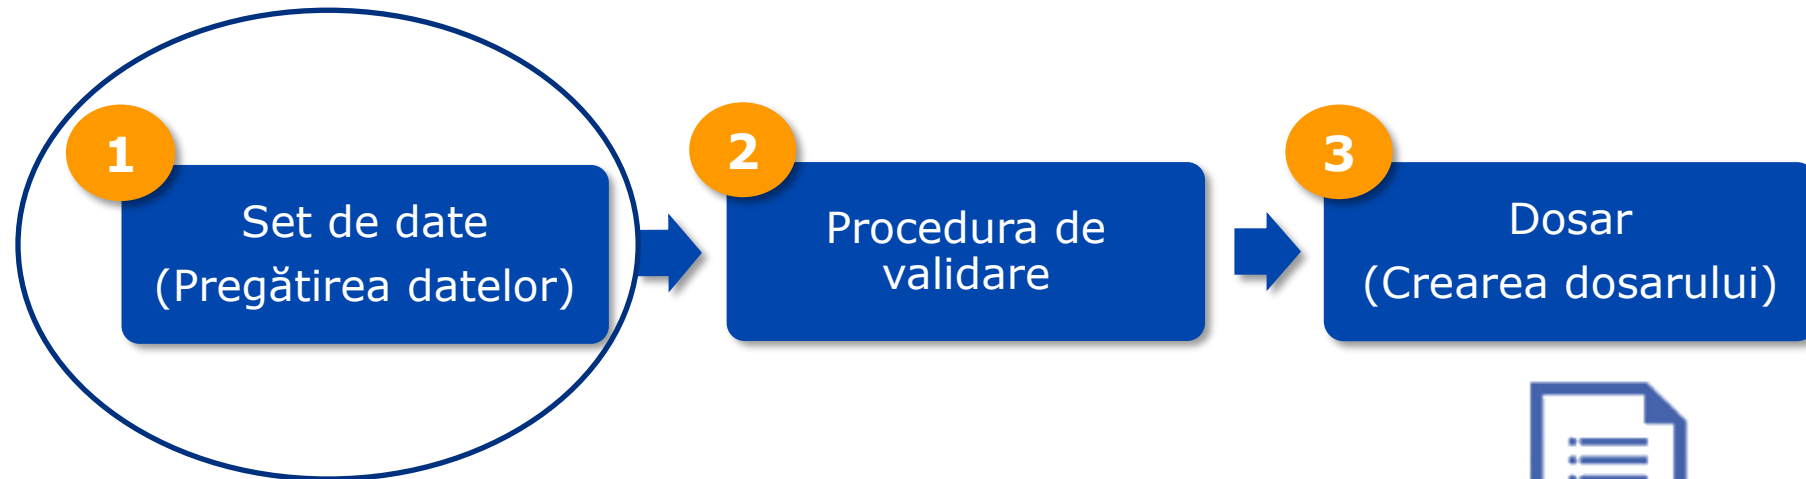 1
Set de date
(Pregătirea datelor)
2
Procedura de
validare
3
Dosar
(Crearea dosarului)